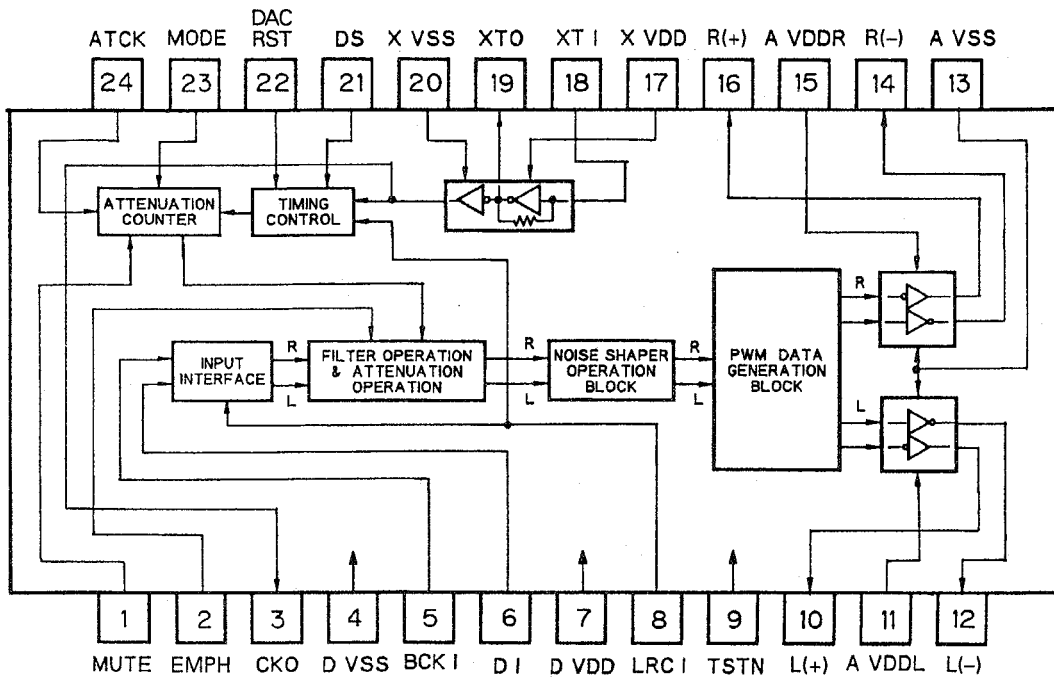 DAC
ATCK MODE RST DS X VSS XTO XT I X VDD R(+) A VDDR R(-) A VSS
24 23 22 21 20 19 18 17 16 15 14 13
ATTENUATION
COUNTER
TIMING
CONTROL
R
INPUT
INTERFACE
R
L
FILTER OPERATION
& ATTENUATION
OPERATION
R
L
NOISE SHAPER
OPERATION
BLOCK
R
L
PWM DATA
GENERATION
BLOCK
L
1 2 3 4 5 6 7 8 9 10 11 12
MUTE EMPH CKO D VSS BCK I D I D VDD LRC I TSTN L(+) A VDDL L(-)